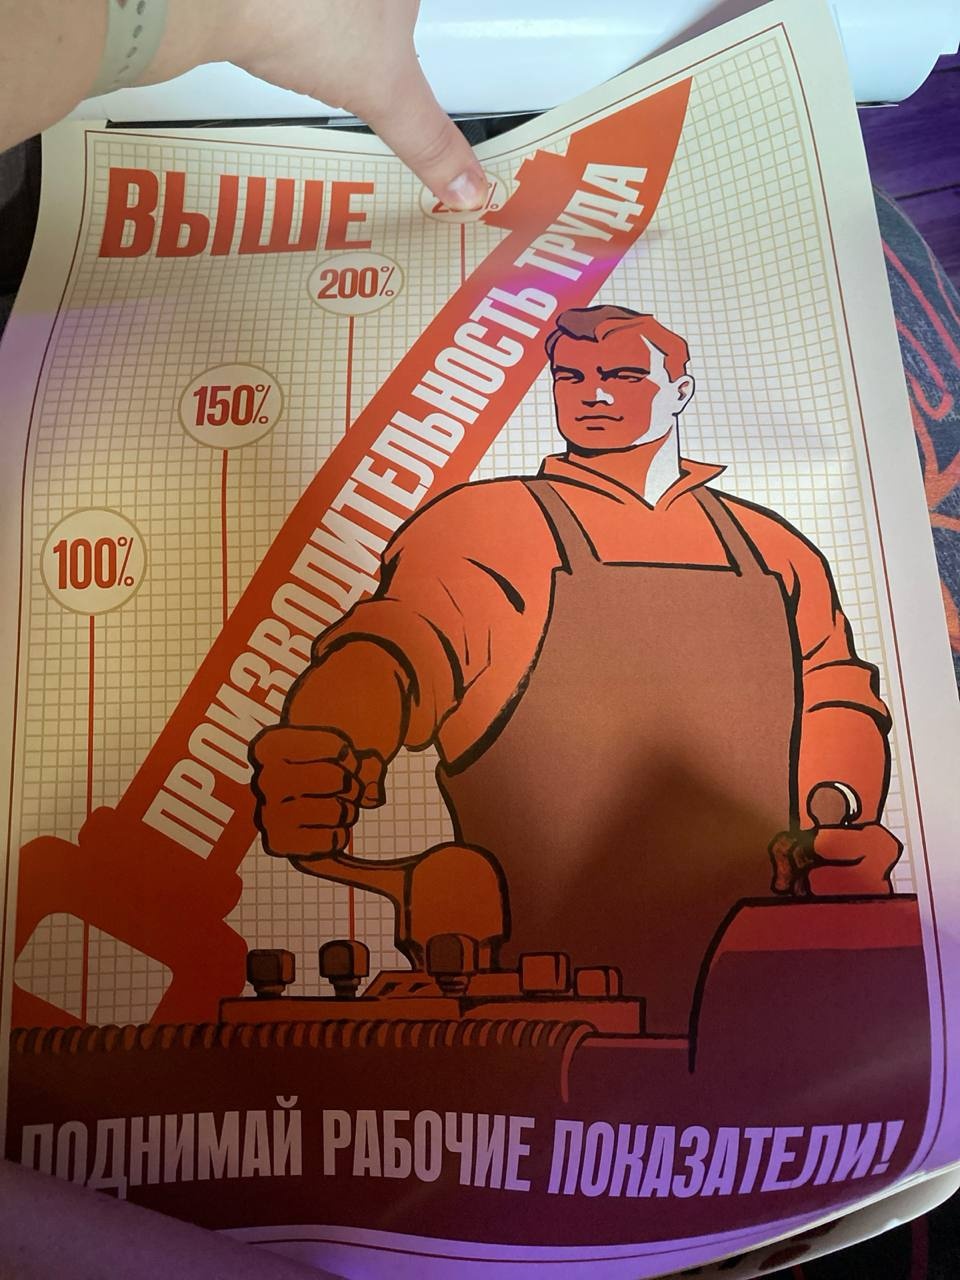 ВЫШЕ
200%
150%
100%
ПРОИЗВОДИТЕЛЬНОСТЬ ТРУДА
ПОДНИМАЙ РАБОЧИЕ ПОКАЗАТЕЛИ!